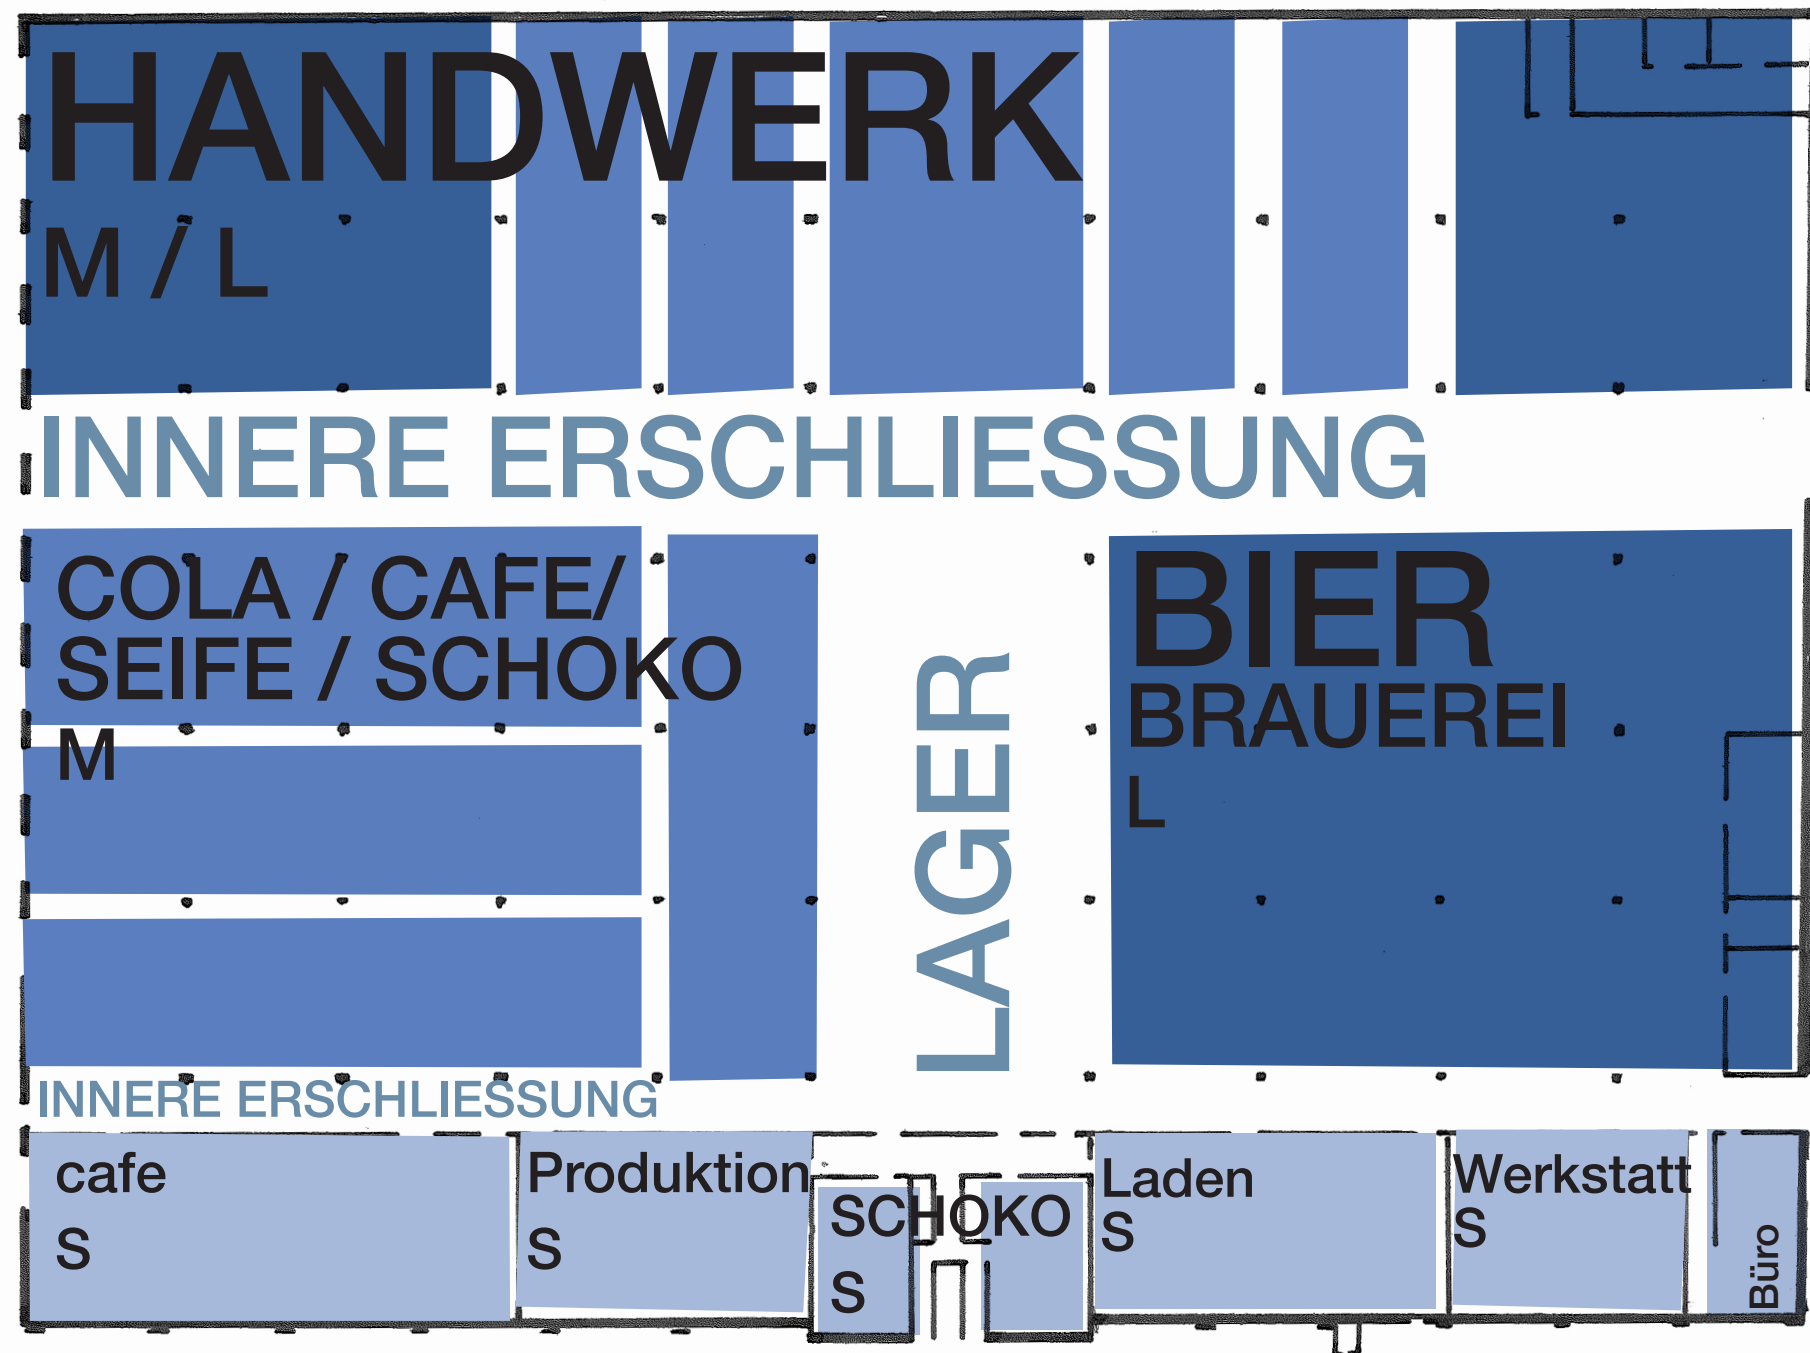 HANDWERK
M / L
INNERE ERSCHLIESSUNG
COLA / CAFE/
SEIFE / SCHOKO
M
LAGER
BIER
BRAUEREI
L
INNERE ERSCHLIESSUNG
cafe
S
Produktion
S
SCHOKO
S
Laden
S
Werkstatt
S
Büro